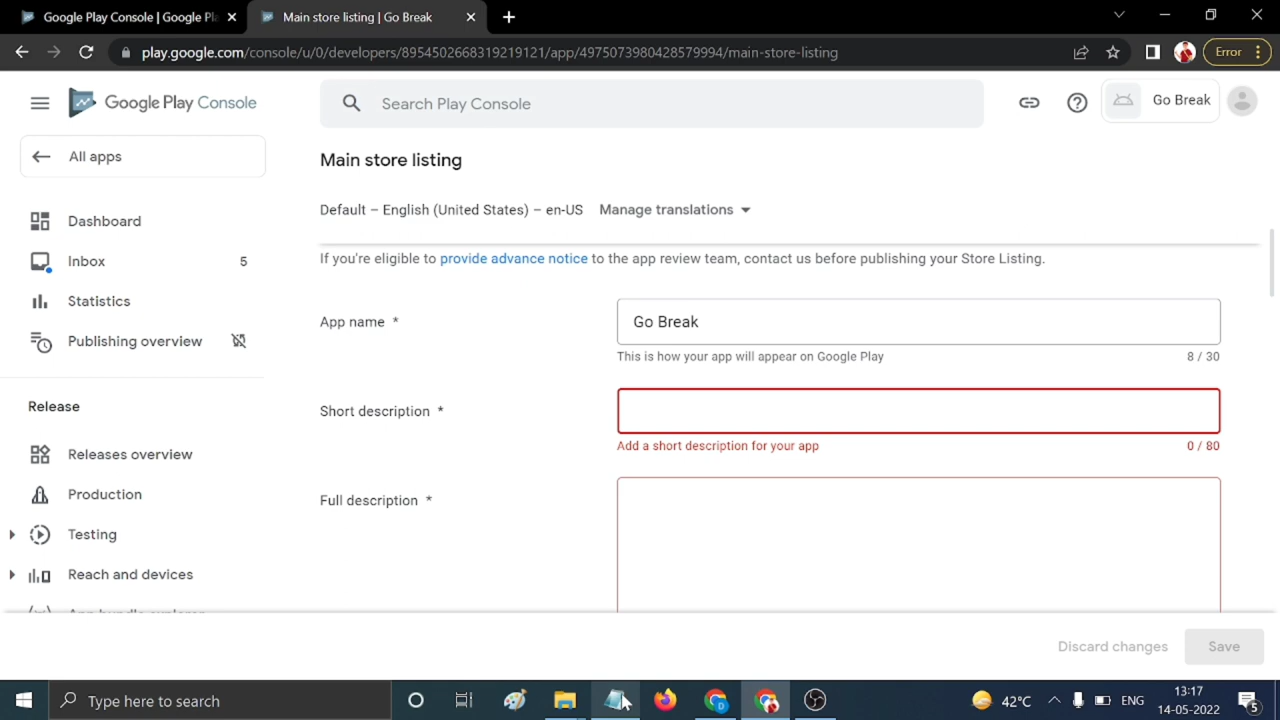 Google Play Console | Google Pl
Main store listing | Go Break
play.google.com/console/u/0/developers/8954502668319219121/app/4975073980428579994/main-store-listing
Error
Google Play Console
Search Play Console
Go Break
All apps
Main store listing
Default – English (United States) – en-US Manage translations
Dashboard
Inbox 5
Statistics
Publishing overview
If you're eligible to provide advance notice to the app review team, contact us before publishing your Store Listing.
App name *
Go Break
This is how your app will appear on Google Play 8 / 30
Release
Short description *
Add a short description for your app 0 / 80
Releases overview
Production
Full description *
Testing
Reach and devices
Discard changes
Save
Type here to search
42°C
ENG
13:17
14-05-2022
5